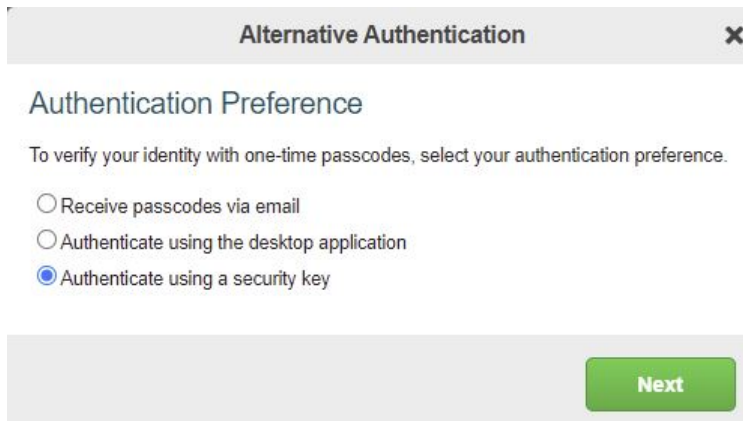 Alternative Authentication
Authentication Preference
To verify your identity with one-time passcodes, select your authentication preference.
Receive passcodes via email
Authenticate using the desktop application
Authenticate using a security key
Next